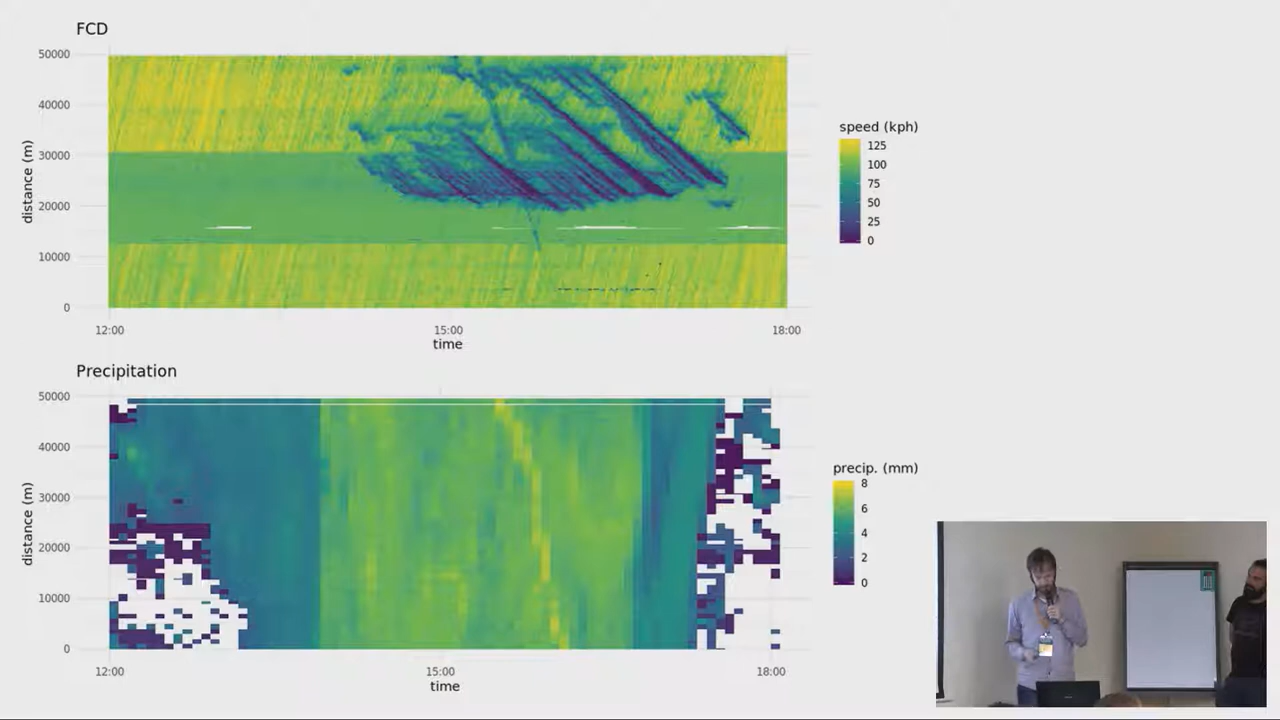 FCD
50000
40000
30000
20000
10000
0
distance (m)
12:00 15:00 18:00
time
speed (kph)
125
100
75
50
25
0
Precipitation
50000
40000
30000
20000
10000
0
distance (m)
12:00 15:00 18:00
time
precip. (mm)
8
6
4
2
0